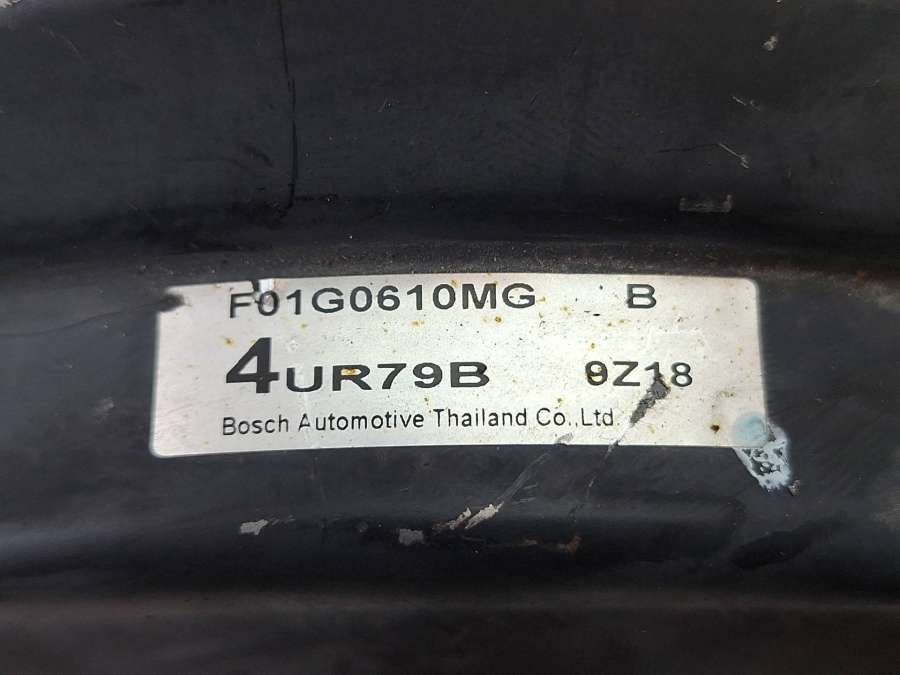 F01G0610MG B
4UR79B 9Z18
Bosch Automotive Thailand Co.,Ltd.